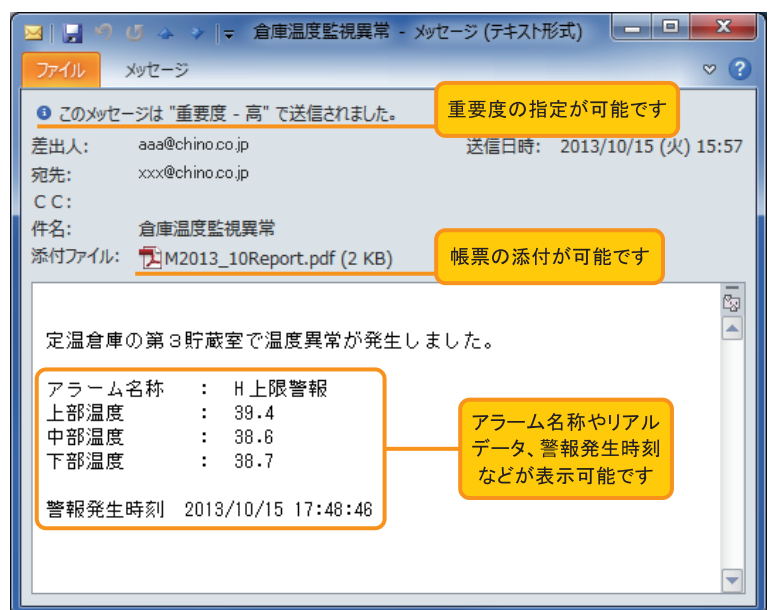 倉庫温度監視異常 - メッセージ (テキスト形式)
ファイル メッセージ
このメッセージは "重要度 - 高" で送信されました。
重要度の指定が可能です
差出人: aaa@chino.co.jp 送信日時: 2013/10/15 (火) 15:57
宛先: xxx@chino.co.jp
CC:
件名: 倉庫温度監視異常
添付ファイル: M2013_10Report.pdf (2 KB)
帳票の添付が可能です
定温倉庫の第3貯蔵室で温度異常が発生しました。
アラーム名称 : H上限警報
上部温度 : 39.4
中部温度 : 38.6
下部温度 : 38.7
警報発生時刻 2013/10/15 17:48:46
アラーム名称やリアル
データ、警報発生時刻
などが表示可能です